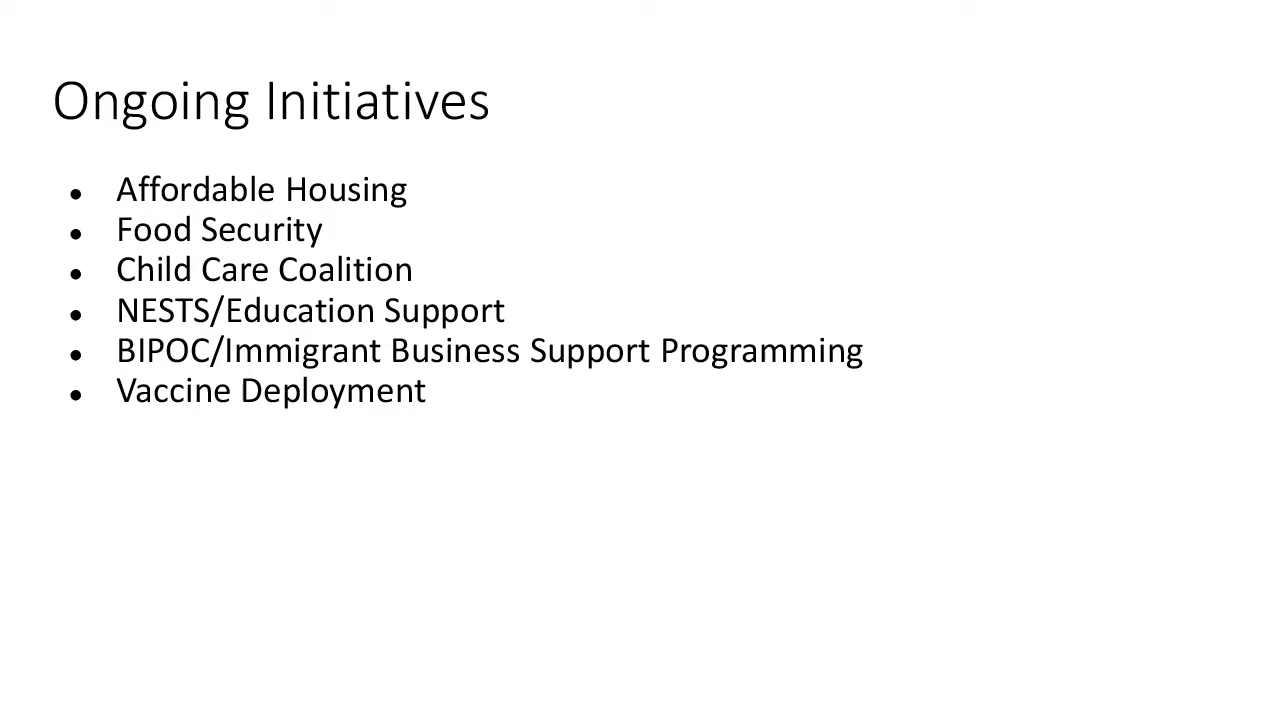 Ongoing Initiatives
● Affordable Housing
● Food Security
● Child Care Coalition
● NESTS/Education Support
● BIPOC/Immigrant Business Support Programming
● Vaccine Deployment